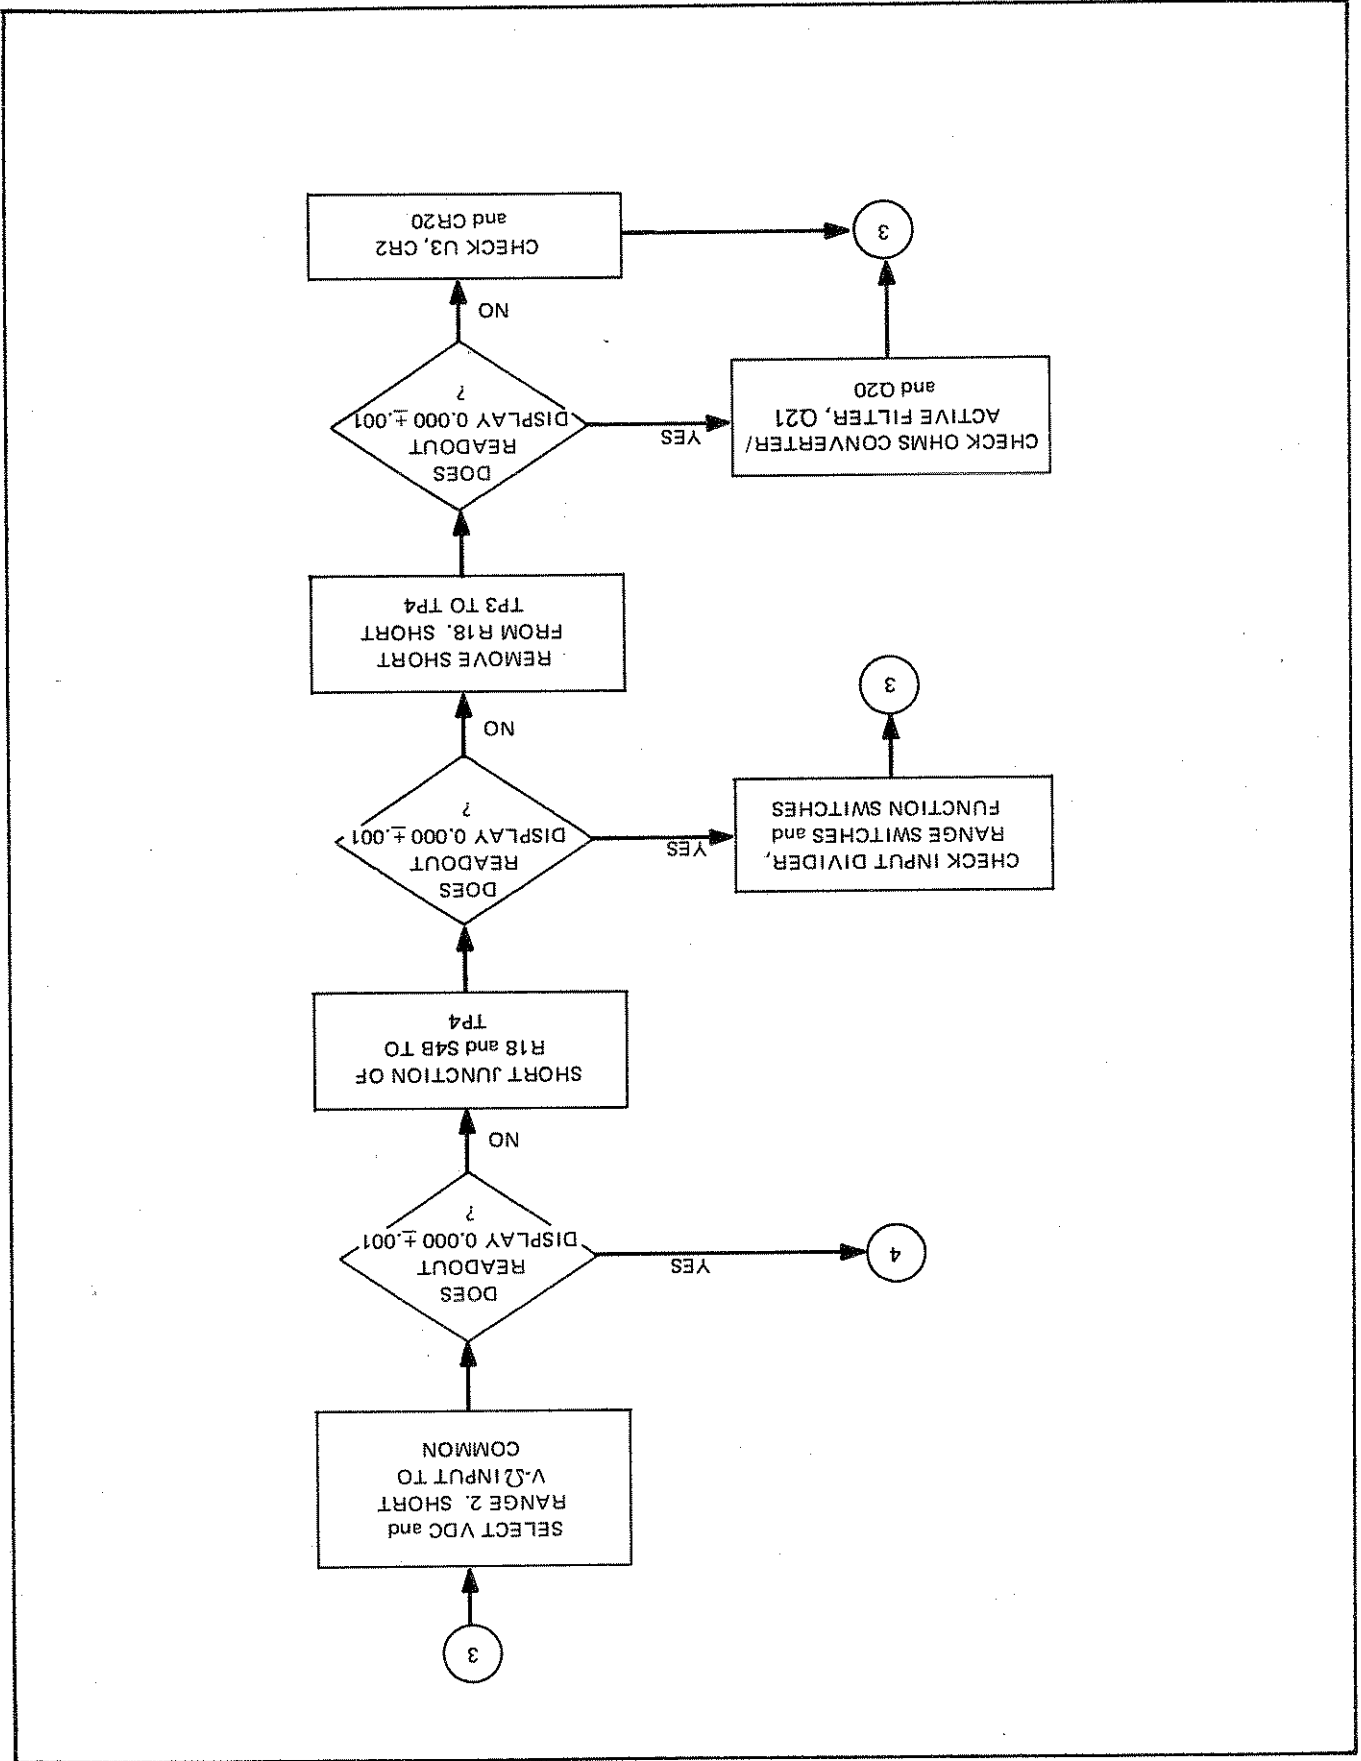 3
SELECT VDC and
RANGE 2. SHORT
V-Ω INPUT TO
COMMON
DOES
READOUT
DISPLAY 0.000 ±.001
?
YES
4
NO
SHORT JUNCTION OF
R18 and S4B TO
TP4
DOES
READOUT
DISPLAY 0.000 ±.001
?
YES
CHECK INPUT DIVIDER,
RANGE SWITCHES and
FUNCTION SWITCHES
3
NO
REMOVE SHORT
FROM R18. SHORT
TP3 TO TP4
DOES
READOUT
DISPLAY 0.000 ±.001
?
YES
CHECK OHMS CONVERTER/
ACTIVE FILTER, Q21
and Q20
NO
CHECK U3, CR2
and CR20
3